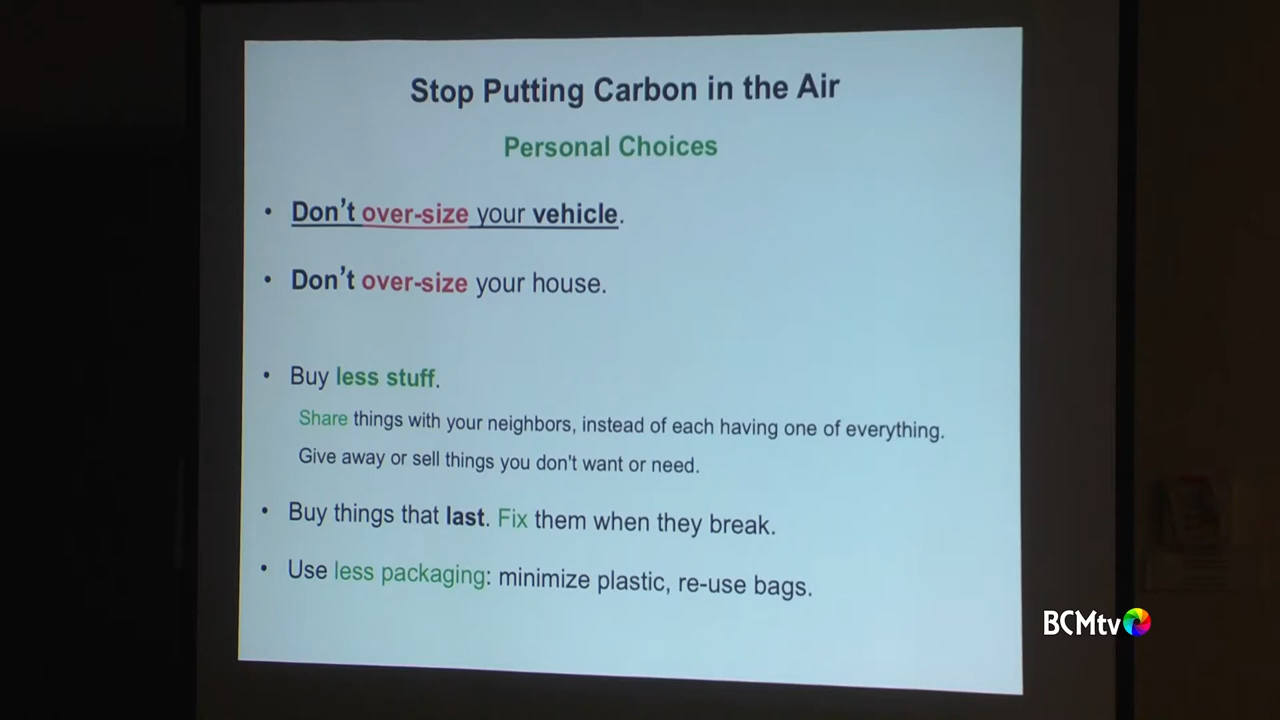 Stop Putting Carbon in the Air
Personal Choices
• Don't over-size your vehicle.
• Don't over-size your house.
• Buy less stuff.
Share things with your neighbors, instead of each having one of everything.
Give away or sell things you don't want or need.
• Buy things that last. Fix them when they break.
• Use less packaging: minimize plastic, re-use bags.
BCMtv